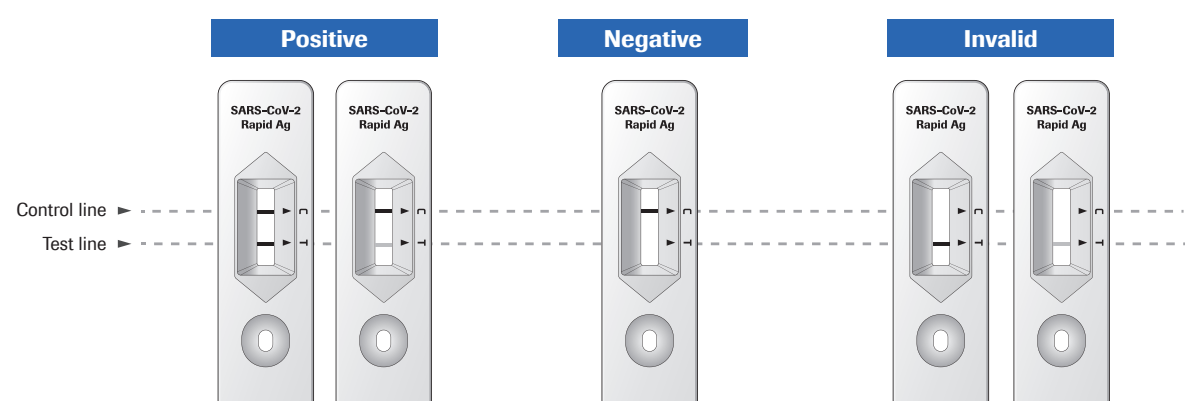 Positive
Negative
Invalid
SARS-CoV-2
Rapid Ag
SARS-CoV-2
Rapid Ag
SARS-CoV-2
Rapid Ag
SARS-CoV-2
Rapid Ag
SARS-CoV-2
Rapid Ag
Control line
C
C
C
C
C
Test line
T
T
T
T
T